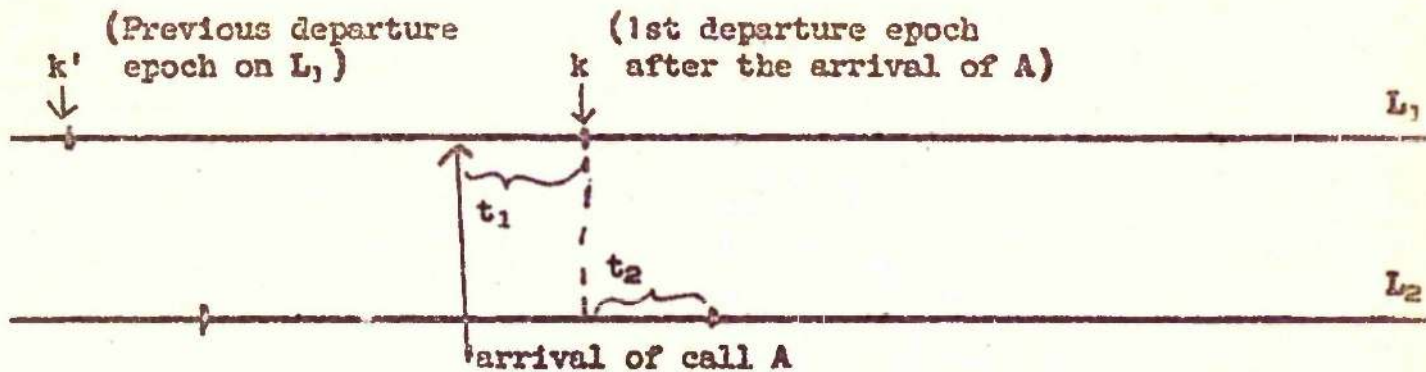 (Previous departure
k' epoch on L₁)
(1st departure epoch
k after the arrival of A)
L₁
t₁
t₂
L₂
arrival of call A